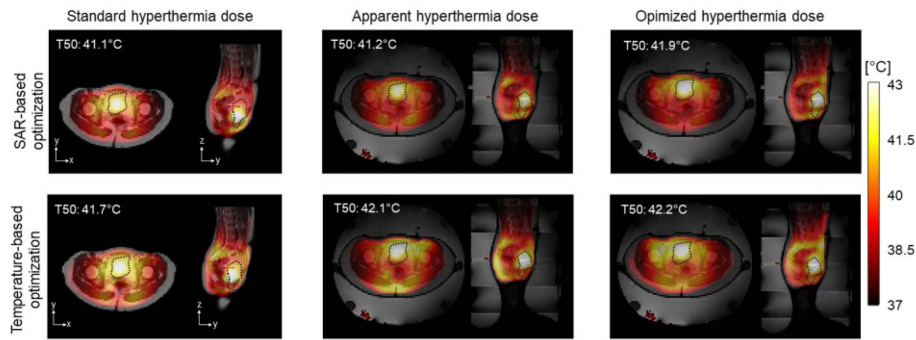 Standard hyperthermia dose
Apparent hyperthermia dose
Opimized hyperthermia dose
SAR-based
optimization
T50: 41.1°C
y
x
z
y
T50: 41.2°C
T50: 41.9°C
[°C]
43
41.5
40
38.5
37
Temperature-based
optimization
T50: 41.7°C
y
x
z
y
T50: 42.1°C
T50: 42.2°C